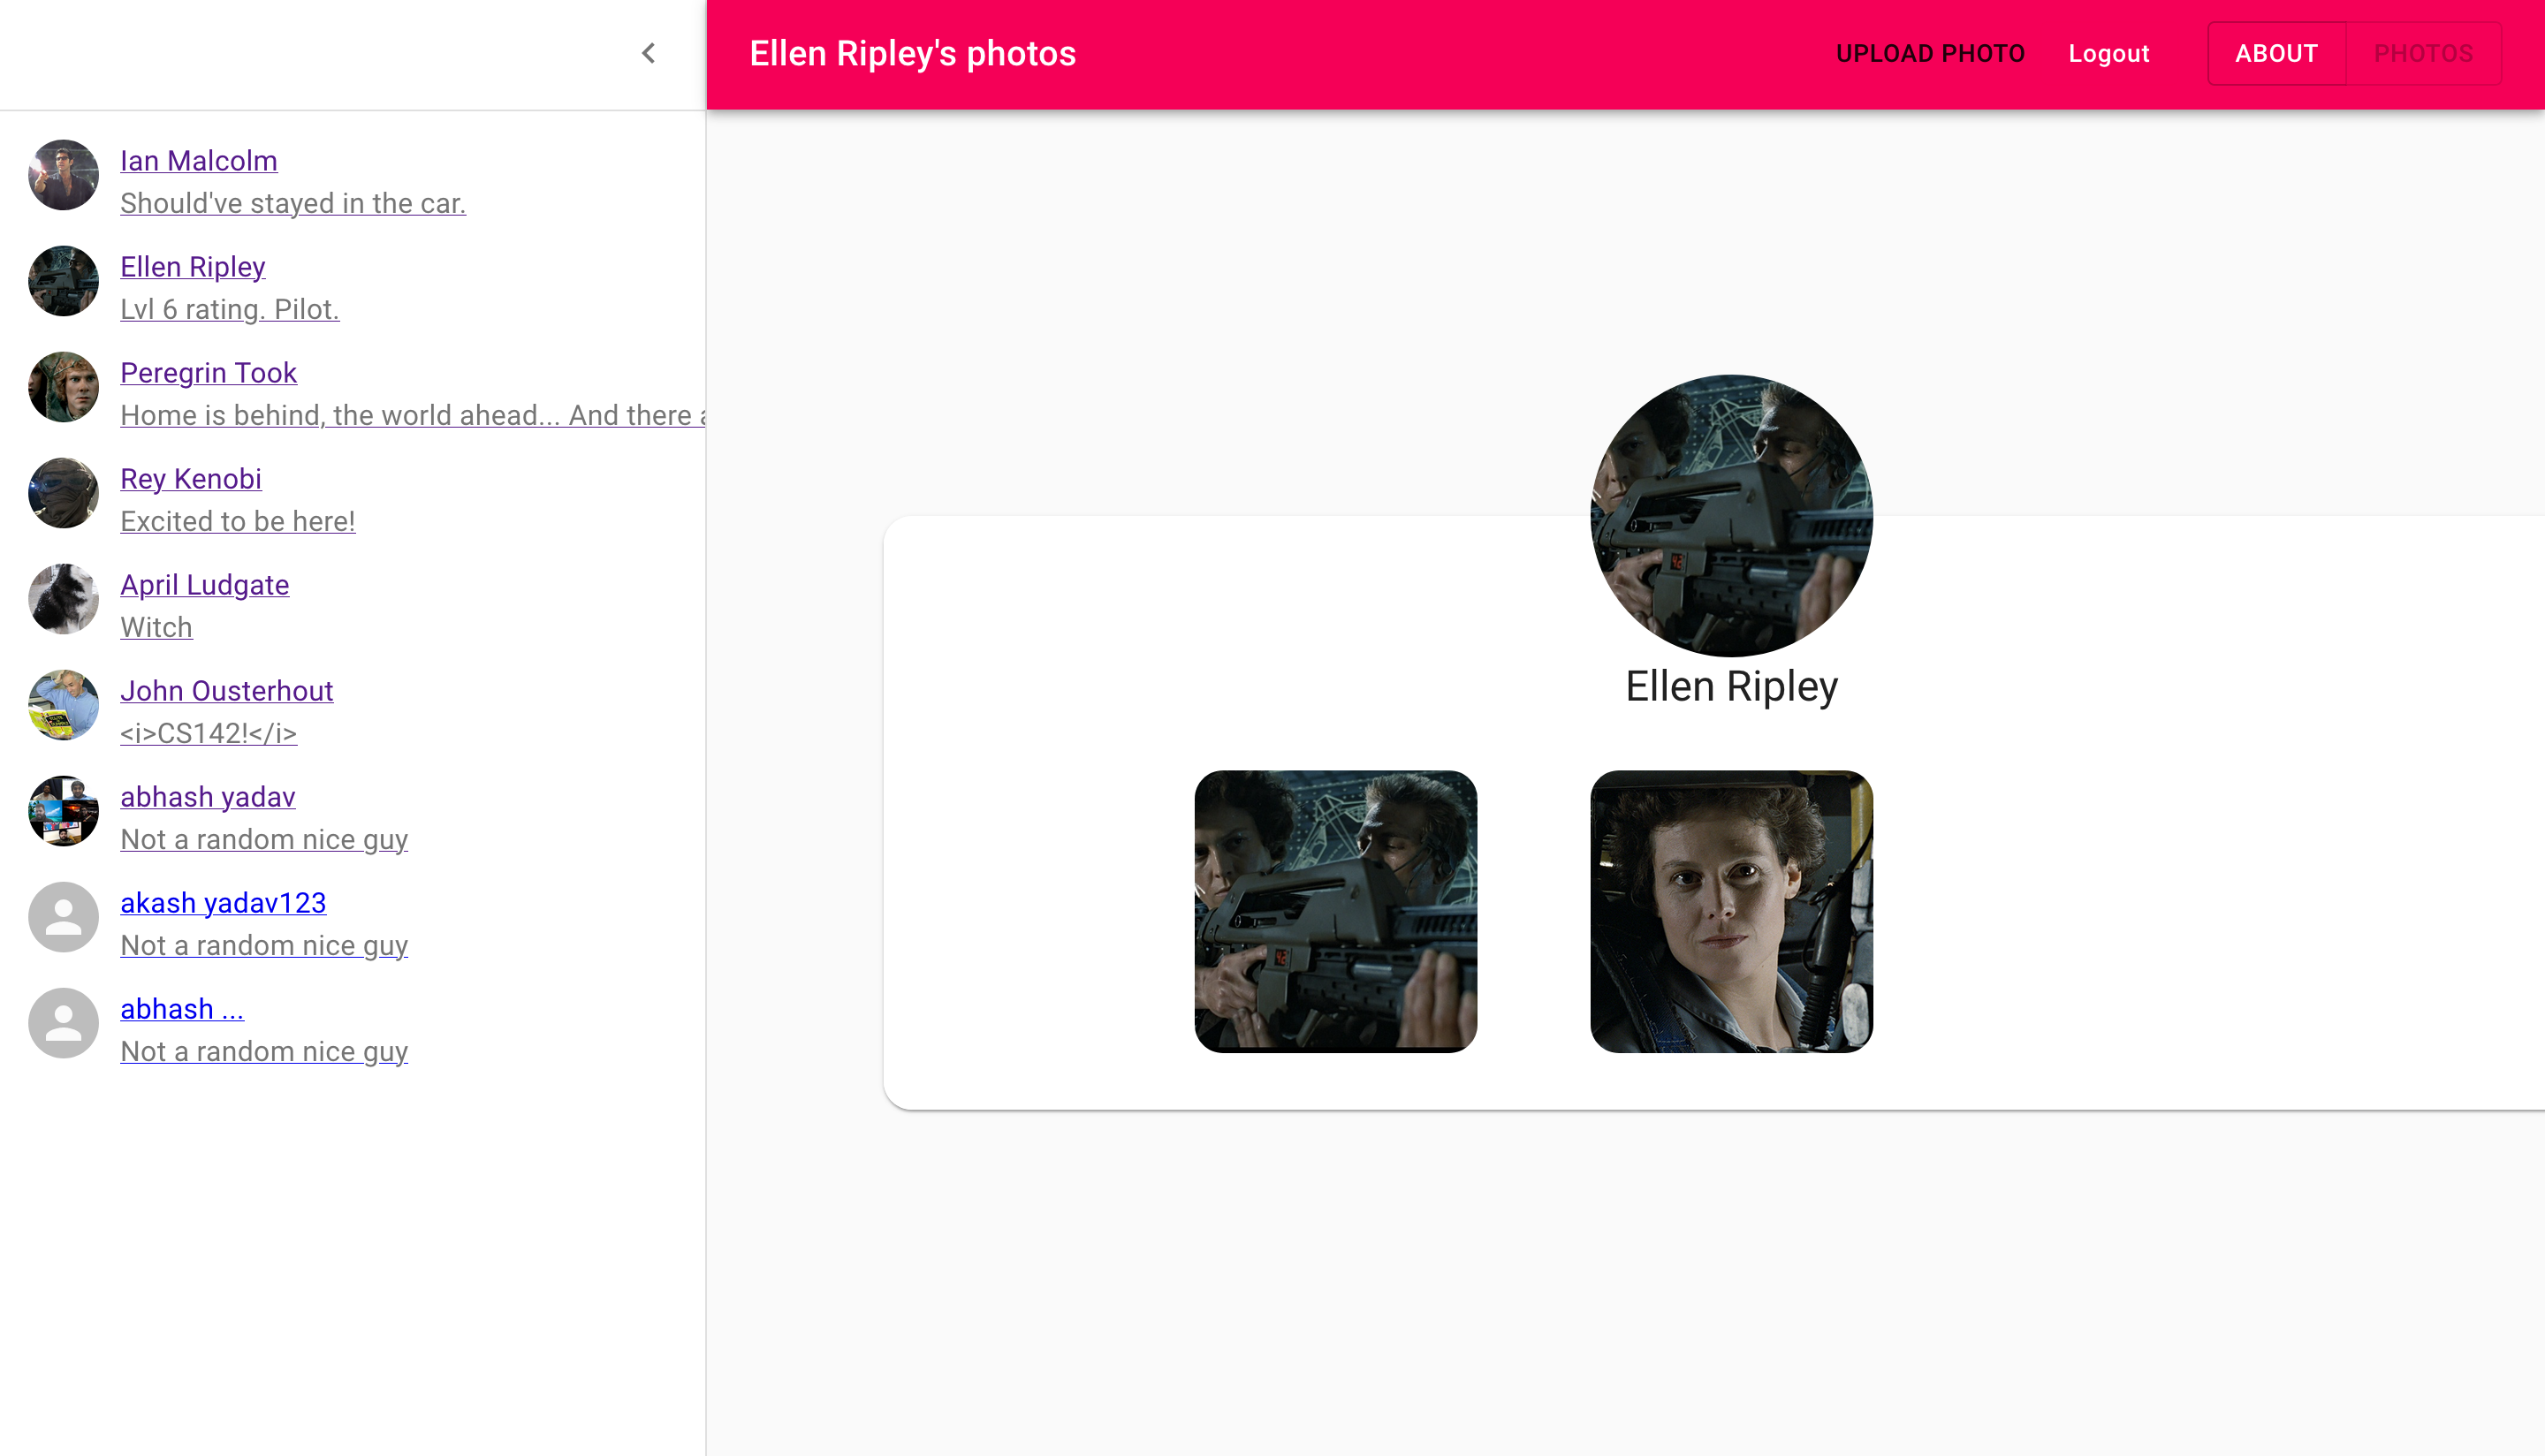 Ellen Ripley's photos
UPLOAD PHOTO
Logout
ABOUT
PHOTOS
Ian Malcolm
Should've stayed in the car.
Ellen Ripley
Lvl 6 rating. Pilot.
Peregrin Took
Home is behind, the world ahead... And there
Rey Kenobi
Excited to be here!
April Ludgate
Witch
John Ousterhout
<i>CS142!</i>
abhash yadav
Not a random nice guy
akash yadav123
Not a random nice guy
abhash ...
Not a random nice guy
Ellen Ripley